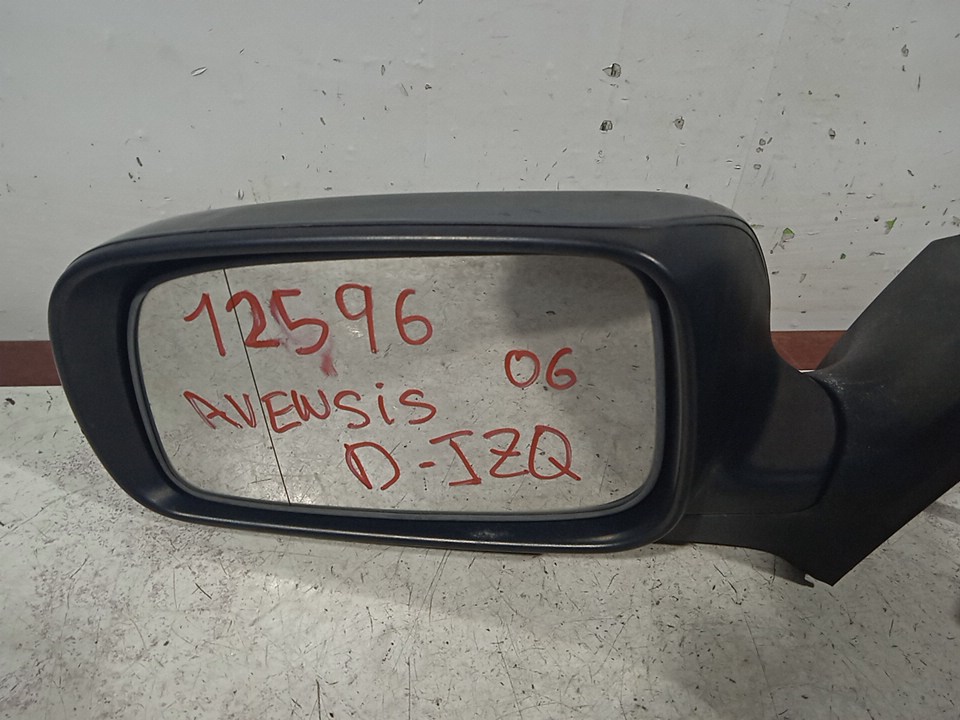 12596
06
AVENSiS
D-IZQ